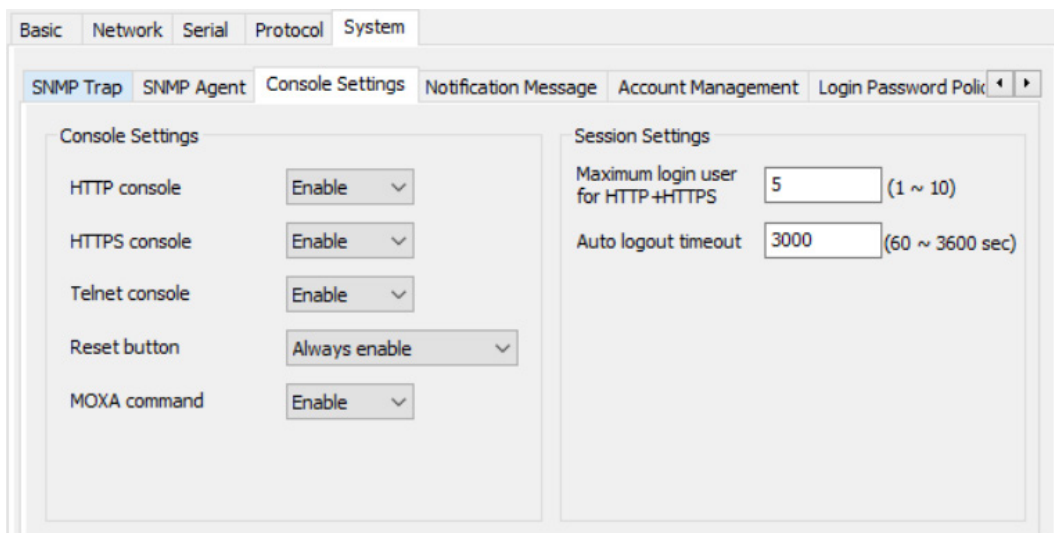 Basic Network Serial Protocol System
SNMP Trap SNMP Agent Console Settings Notification Message Account Management Login Password
Console Settings
HTTP console Enable
HTTPS console Enable
Telnet console Enable
Reset button Always enable
MOXA command Enable
Session Settings
Maximum login user
for HTTP+HTTPS 5 (1 ~ 10)
Auto logout timeout 3000 (60 ~ 3600 sec)